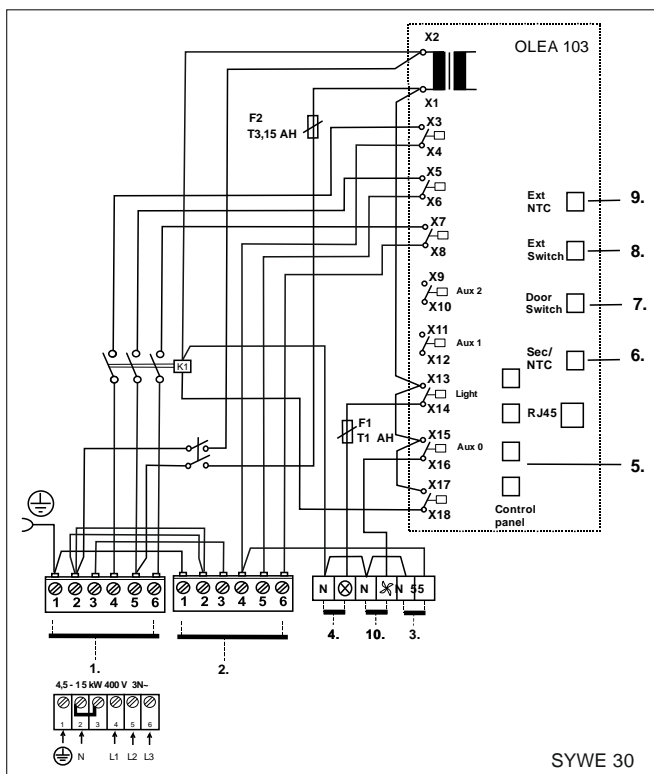 X2
OLEA 103
X1
F2
T3,15 AH
X3
X4
X5
X6
Ext
NTC
9.
X7
X8
Ext
Switch
8.
X9
Aux 2
X10
Door
Switch
7.
X11
Aux 1
X12
Sec/
NTC
6.
K1
X13
Light
X14
RJ45
F1
T1 AH
X15
Aux 0
X16
5.
X17
X18
Control
panel
1 2 3 4 5 6
1 2 3 4 5 6
N N N 55
4. 10. 3.
1. 2.
4,5 - 15 kW 400 V 3N~
1 2 3 4 5 6
N L1 L2 L3
SYWE 30